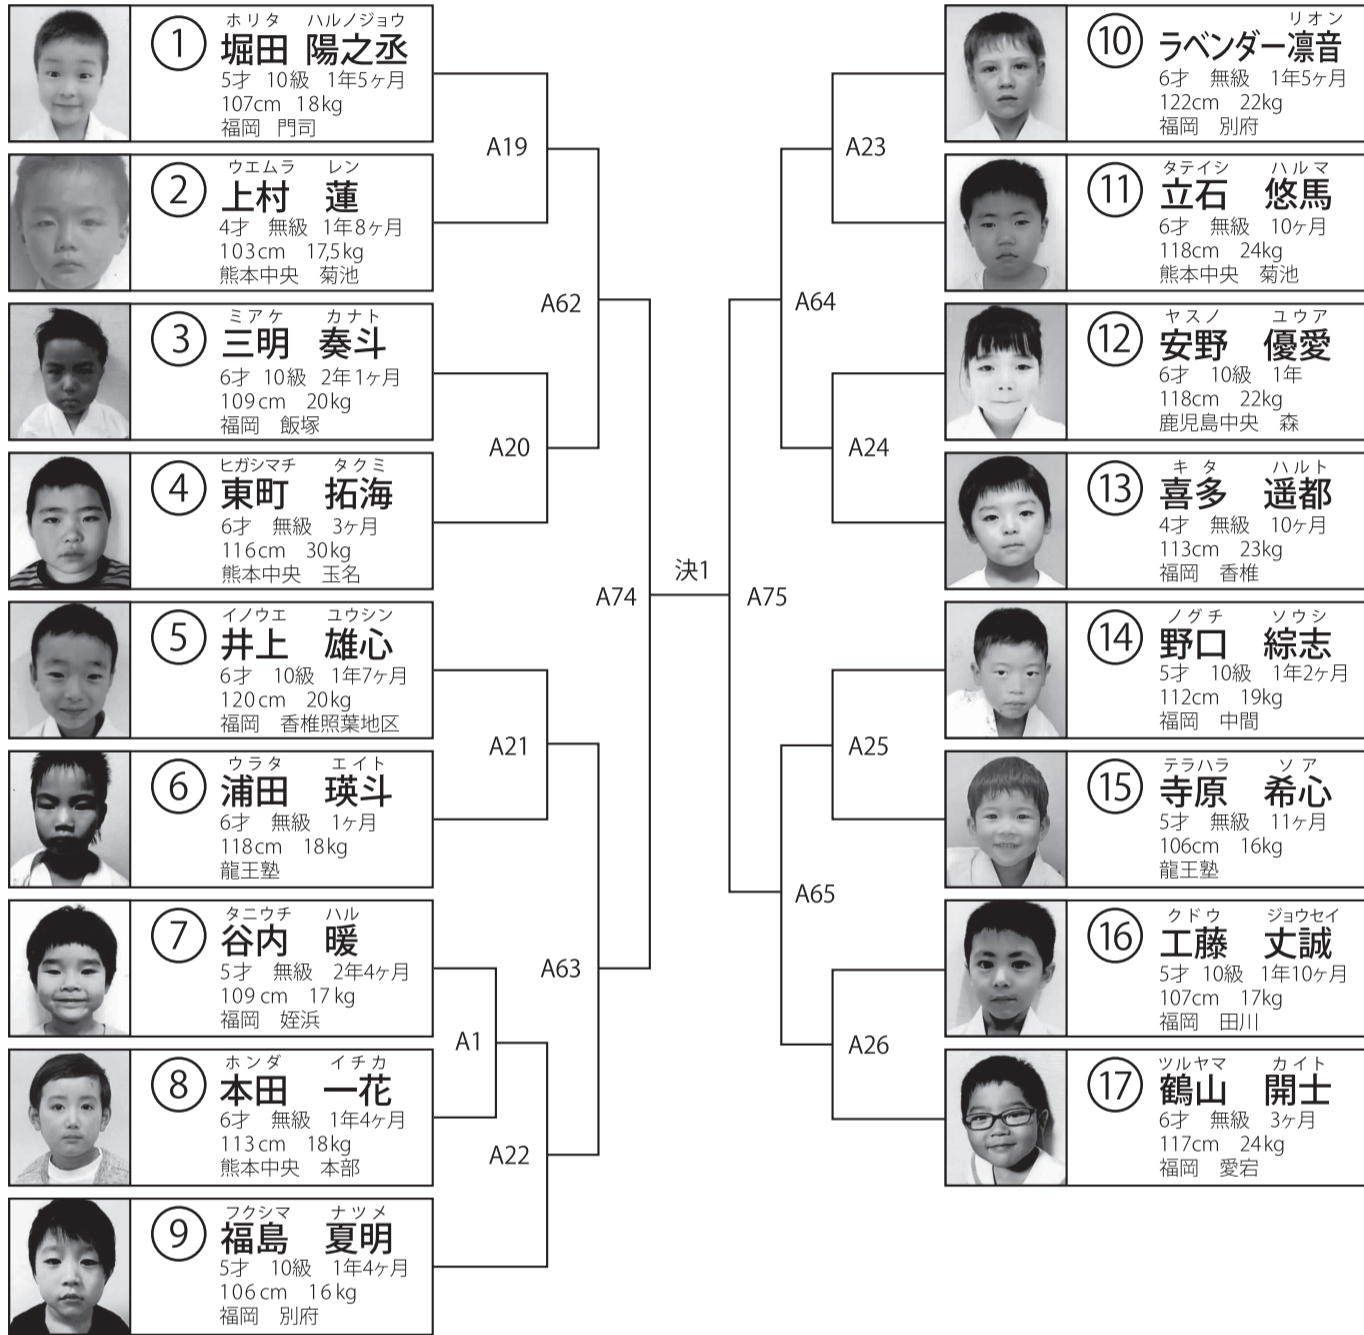 ホリタ ハルノジョウ
① 堀田 陽之丞
5才 10級 1年5ヶ月
107cm 18kg
福岡 門司
ウエムラ レン
② 上村 蓮
4才 無級 1年8ヶ月
103cm 17,5kg
熊本中央 菊池
ミアケ カナト
③ 三明 奏斗
6才 10級 2年1ヶ月
109cm 20kg
福岡 飯塚
ヒガシマチ タクミ
④ 東町 拓海
6才 無級 3ヶ月
116cm 30kg
熊本中央 玉名
イノウエ ユウシン
⑤ 井上 雄心
6才 10級 1年7ヶ月
120cm 20kg
福岡 香椎照葉地区
ウラタ エイト
⑥ 浦田 瑛斗
6才 無級 1ヶ月
118cm 18kg
龍王塾
タニウチ ハル
⑦ 谷内 暖
5才 無級 2年4ヶ月
109cm 17kg
福岡 姪浜
ホンダ イチカ
⑧ 本田 一花
6才 無級 1年4ヶ月
113cm 18kg
熊本中央 本部
フクシマ ナツメ
⑨ 福島 夏明
5才 10級 1年4ヶ月
106cm 16kg
福岡 別府
A19
A62
A20
A74
A21
A63
A1
A22
決1
A23
A64
A24
A75
A25
A65
A26
リオン
⑩ ラベンダー凛音
6才 無級 1年5ヶ月
122cm 22kg
福岡 別府
タテイシ ハルマ
⑪ 立石 悠馬
6才 無級 10ヶ月
118cm 24kg
熊本中央 菊池
ヤスノ ユウア
⑫ 安野 優愛
6才 10級 1年
118cm 22kg
鹿児島中央 森
キタ ハルト
⑬ 喜多 遥都
4才 無級 10ヶ月
113cm 23kg
福岡 香椎
ノグチ ソウシ
⑭ 野口 綜志
5才 10級 1年2ヶ月
112cm 19kg
福岡 中間
テラハラ ソア
⑮ 寺原 希心
5才 無級 11ヶ月
106cm 16kg
龍王塾
クドウ ジョウセイ
⑯ 工藤 丈誠
5才 10級 1年10ヶ月
107cm 17kg
福岡 田川
ツルヤマ カイト
⑰ 鶴山 開士
6才 無級 3ヶ月
117cm 24kg
福岡 愛宕